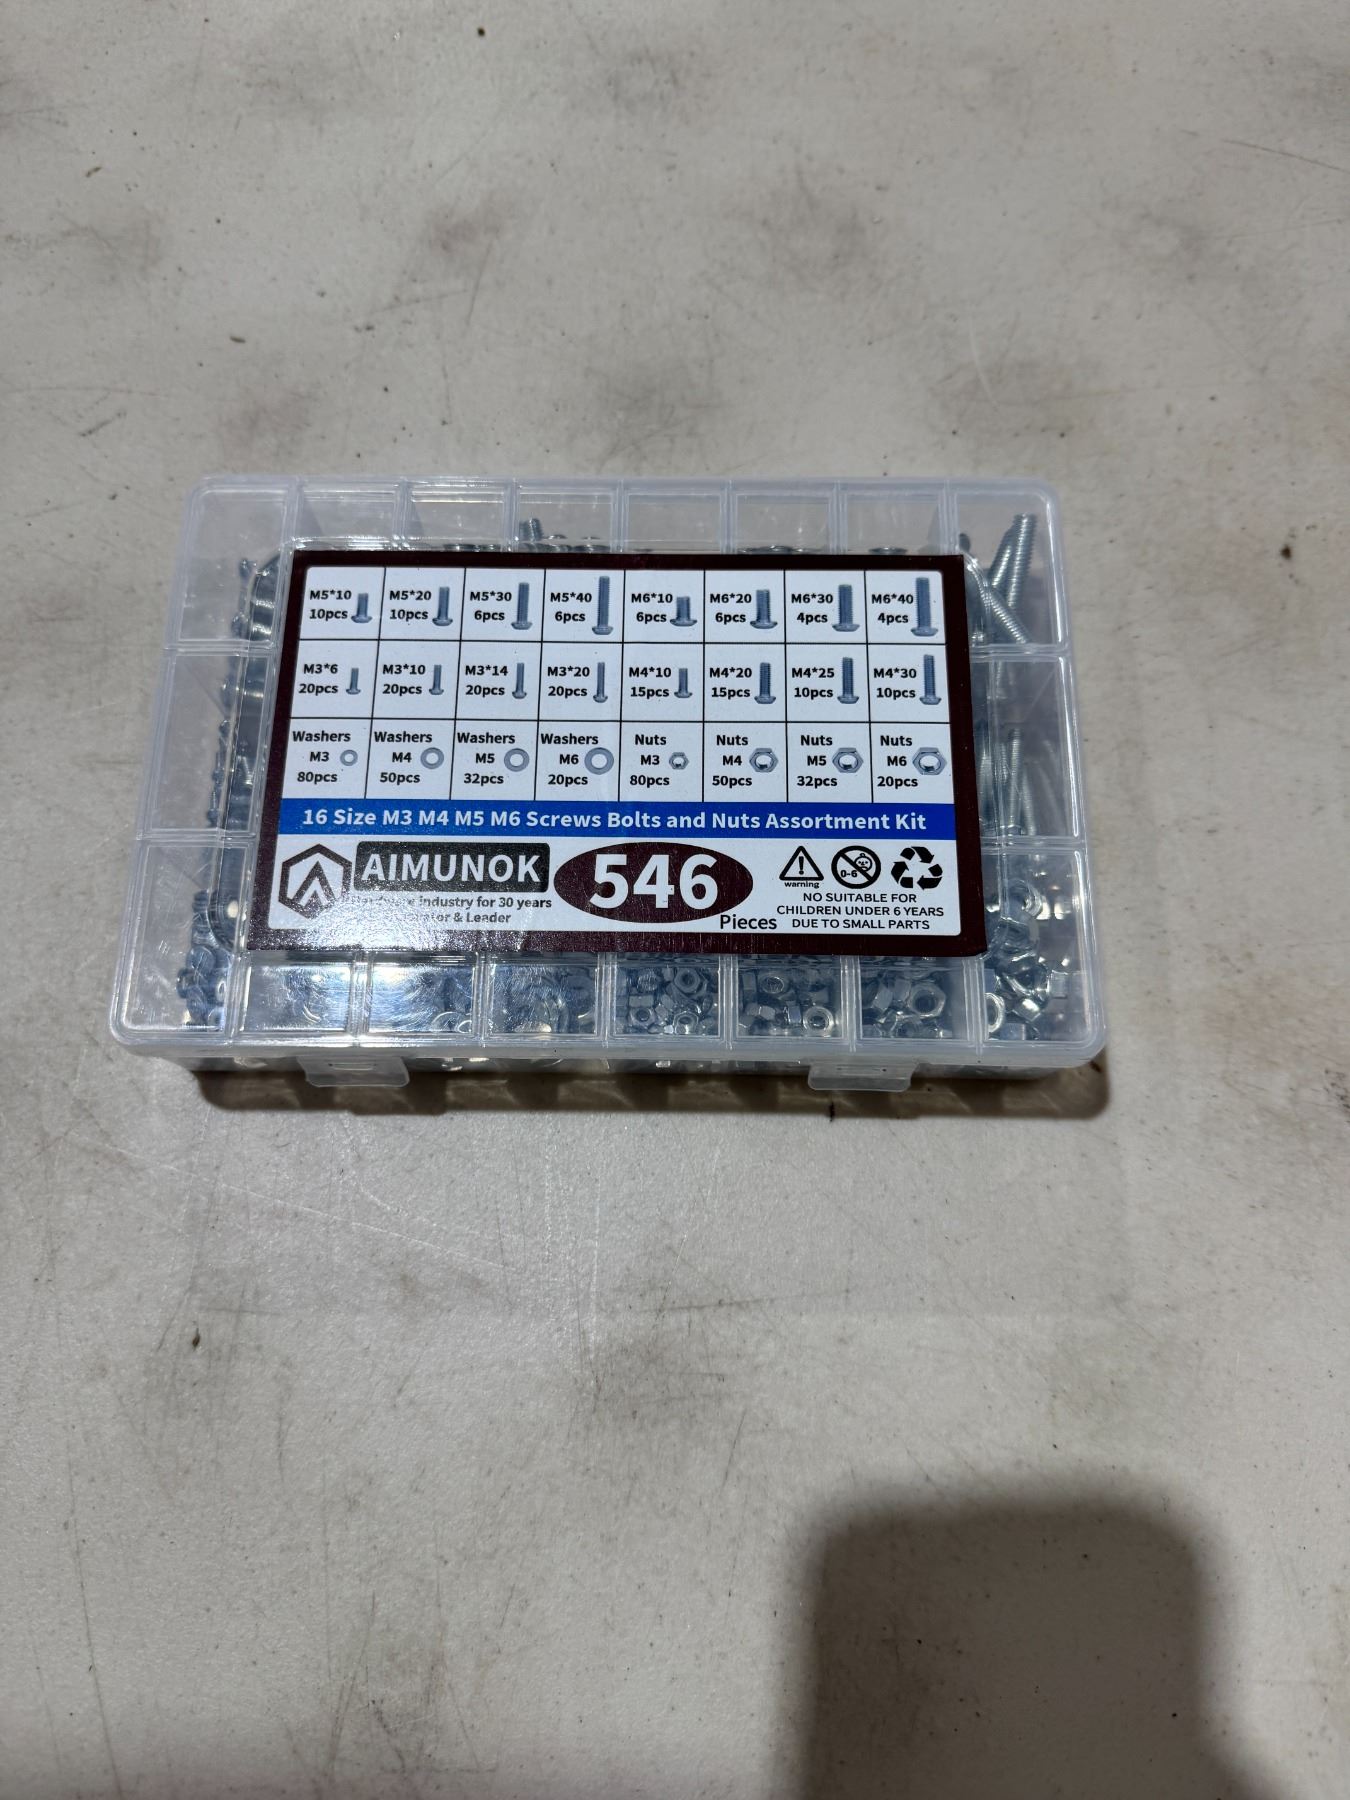 M5*10 M5*20 M5*30 M5*40 M6*10 M6*20 M6*30 M6*40
10pcs 10pcs 6pcs 6pcs 6pcs 6pcs 4pcs 4pcs
M3*6 M3*10 M3*14 M3*20 M4*10 M4*20 M4*25 M4*30
20pcs 20pcs 20pcs 20pcs 15pcs 15pcs 10pcs 10pcs
Washers Washers Washers Washers Nuts Nuts Nuts Nuts
M3 M4 M5 M6 M3 M4 M5 M6
80pcs 50pcs 32pcs 20pcs 80pcs 50pcs 32pcs 20pcs
16 Size M3 M4 M5 M6 Screws Bolts and Nuts Assortment Kit
AIMUNOK
industry for 30 years
& Leader
546
Pieces
warning
0-6
NO SUITABLE FOR
CHILDREN UNDER 6 YEARS
DUE TO SMALL PARTS